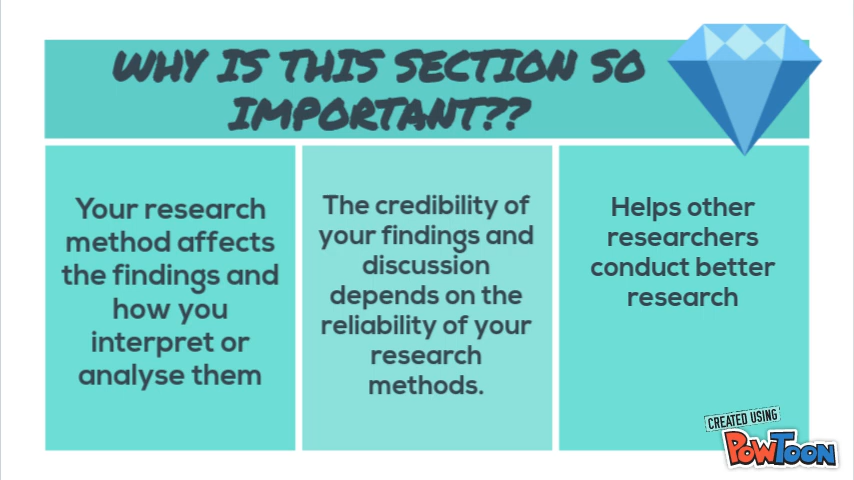 WHY IS THIS SECTION SO
IMPORTANT??
Your research
method affects
the findings and
how you
interpret or
analyse them
The credibility of
your findings and
discussion
depends on the
reliability of your
research
methods.
Helps other
researchers
conduct better
research
CREATED USING
POWTOON